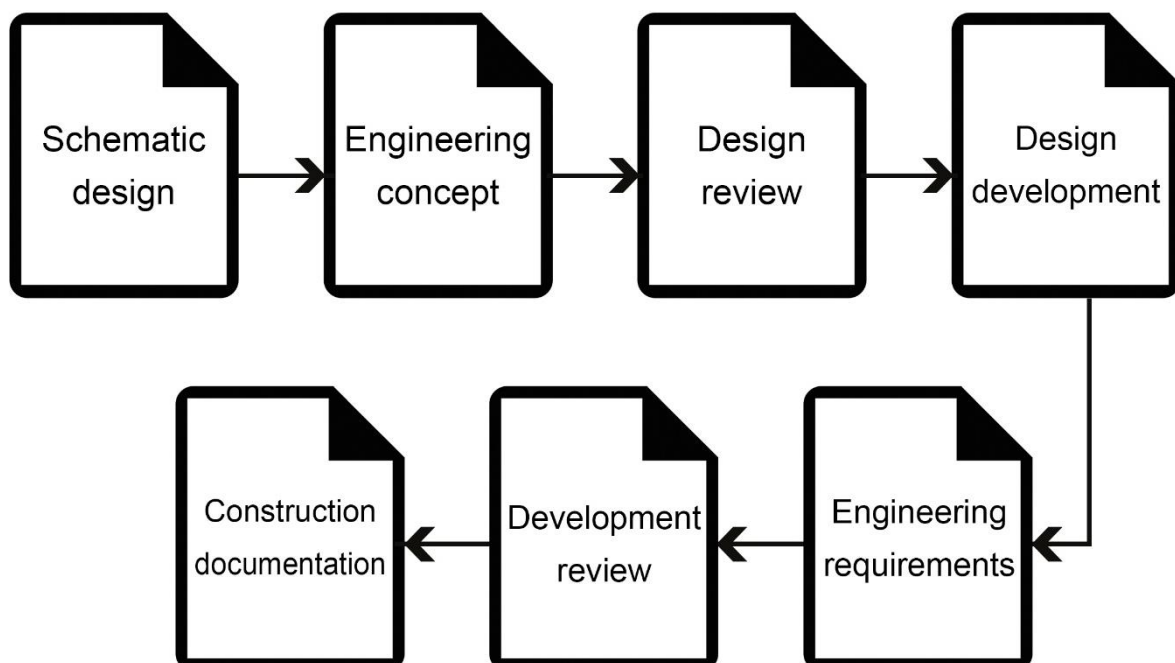 Schematic
design
Engineering
concept
Design
review
Design
development
Engineering
requirements
Development
review
Construction
documentation